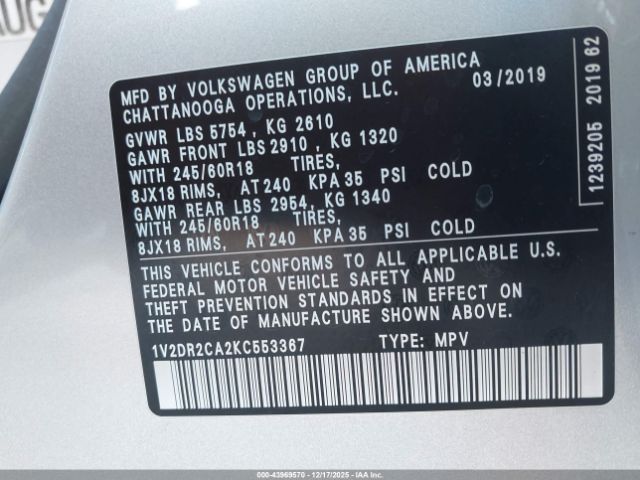 AUG
MFD BY VOLKSWAGEN GROUP OF AMERICA
CHATTANOOGA OPERATIONS, LLC. 03/2019
GVWR LBS 5754 , KG 2610
GAWR FRONT LBS 2910 , KG 1320
WITH 245/60R18 TIRES,
8JX18 RIMS, AT 240 KPA 35 PSI COLD
GAWR REAR LBS 2954, KG 1340
WITH 245/60R18 TIRES,
8JX18 RIMS, AT 240 KPA 35 PSI COLD
THIS VEHICLE CONFORMS TO ALL APPLICABLE U.S.
FEDERAL MOTOR VEHICLE SAFETY AND
THEFT PREVENTION STANDARDS IN EFFECT ON
THE DATE OF MANUFACTURE SHOWN ABOVE.
1V2DR2CA2KC553367 TYPE: MPV
1239205 2019 62
000-43969570 - 12/17/2025 - IAAI.COM